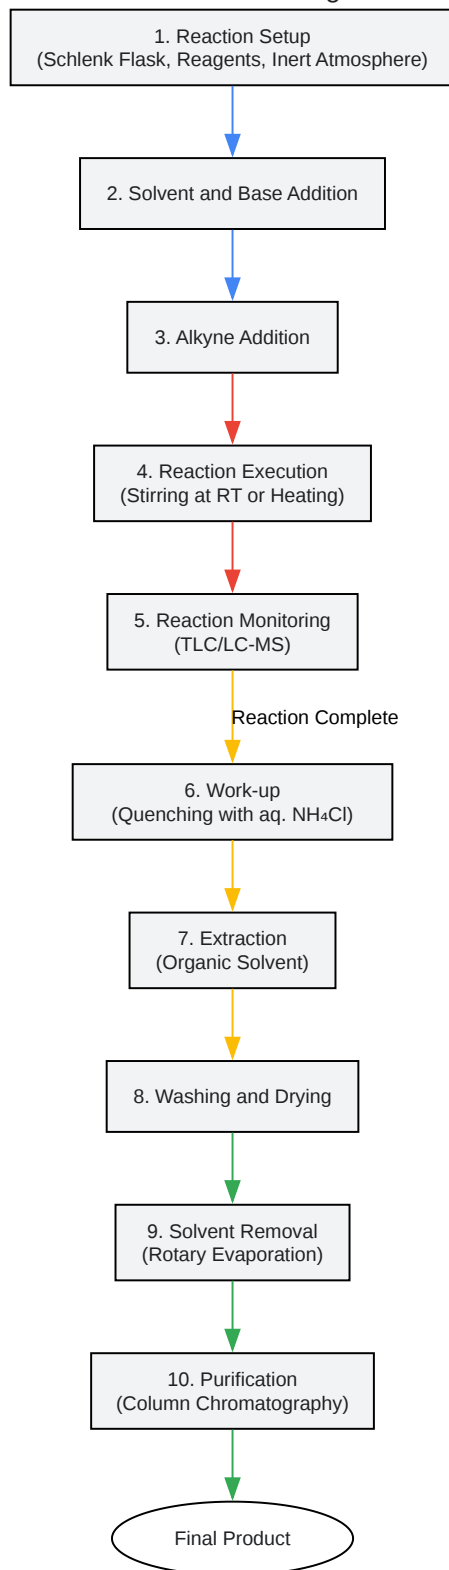 1. Reaction Setup
(Schlenk Flask, Reagents, Inert Atmosphere)
2. Solvent and Base Addition
3. Alkyne Addition
4. Reaction Execution
(Stirring at RT or Heating)
5. Reaction Monitoring
(TLC/LC-MS)
Reaction Complete
6. Work-up
(Quenching with aq. NH₄Cl)
7. Extraction
(Organic Solvent)
8. Washing and Drying
9. Solvent Removal
(Rotary Evaporation)
10. Purification
(Column Chromatography)
Final Product